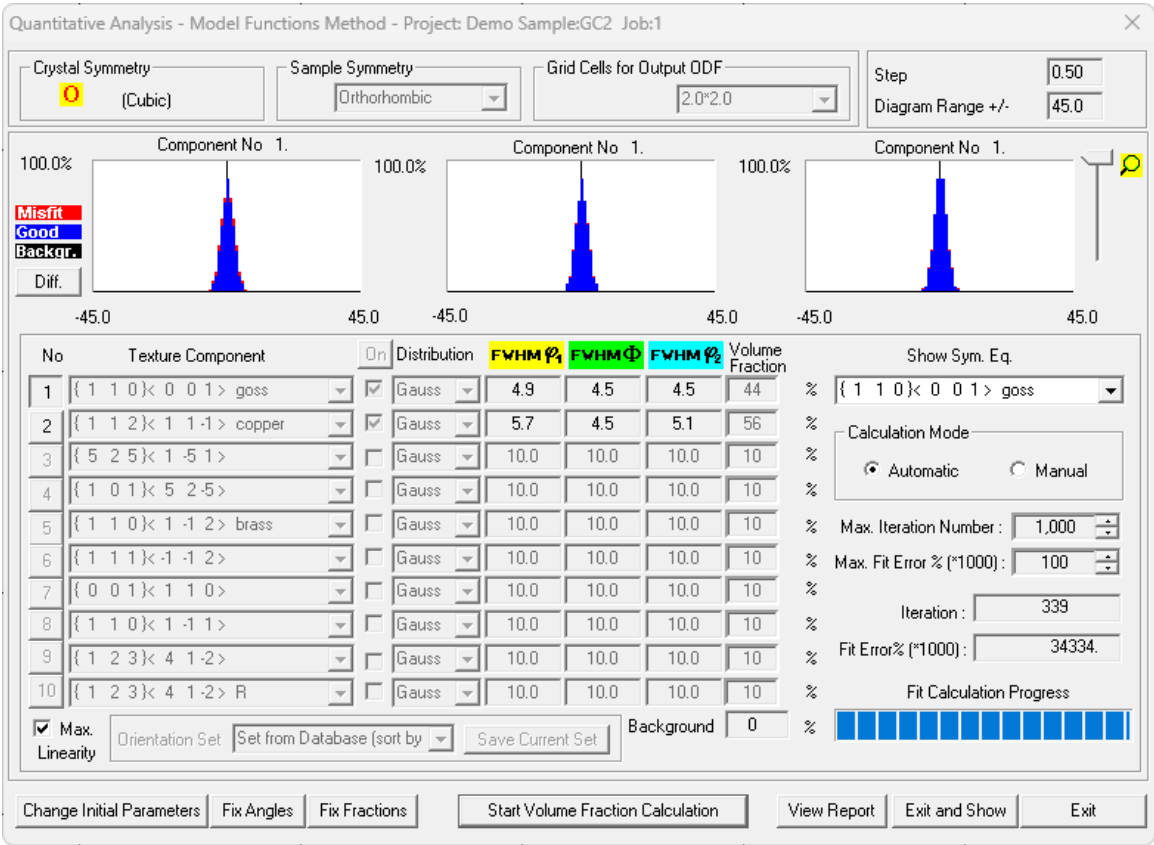 Quantitative Analysis - Model Functions Method - Project: Demo Sample:GC2 Job:1
Crystal Symmetry
O (Cubic)
Sample Symmetry
Orthorhombic
Grid Cells for Output ODF
2.0*2.0
Step 0.50
Diagram Range +/- 45.0
Component No 1. Component No 1. Component No 1.
100.0% 100.0% 100.0%
Misfit
Good
Backgr.
Diff.
-45.0 45.0 -45.0 45.0 -45.0 45.0
No Texture Component On Distribution FWHM φ1 FWHM Φ FWHM φ2 Volume Fraction
1 { 1 1 0}< 0 0 1> goss Gauss 4.9 4.5 4.5 44 %
2 { 1 1 2}< 1 1 -1> copper Gauss 5.7 4.5 5.1 56 %
3 { 5 2 5}< 1 -5 1> Gauss 10.0 10.0 10.0 10 %
4 { 1 0 1}< 5 2 -5> Gauss 10.0 10.0 10.0 10 %
5 { 1 1 0}< 1 -1 2> brass Gauss 10.0 10.0 10.0 10 %
6 { 1 1 1}< -1 -1 2> Gauss 10.0 10.0 10.0 10 %
7 { 0 0 1}< 1 1 0> Gauss 10.0 10.0 10.0 10 %
8 { 1 1 0}< 1 -1 1> Gauss 10.0 10.0 10.0 10 %
9 { 1 2 3}< 4 1 -2> Gauss 10.0 10.0 10.0 10 %
10 { 1 2 3}< 4 1 -2> R Gauss 10.0 10.0 10.0 10 %
Max. Linearity
Orientation Set Set from Database (sort by Save Current Set
Background 0 %
Show Sym. Eq.
{ 1 1 0}< 0 0 1> goss
Calculation Mode
Automatic Manual
Max. Iteration Number : 1,000
Max. Fit Error % (*1000) : 100
Iteration : 339
Fit Error% (*1000) : 34334.
Fit Calculation Progress
Change Initial Parameters Fix Angles Fix Fractions Start Volume Fraction Calculation View Report Exit and Show Exit